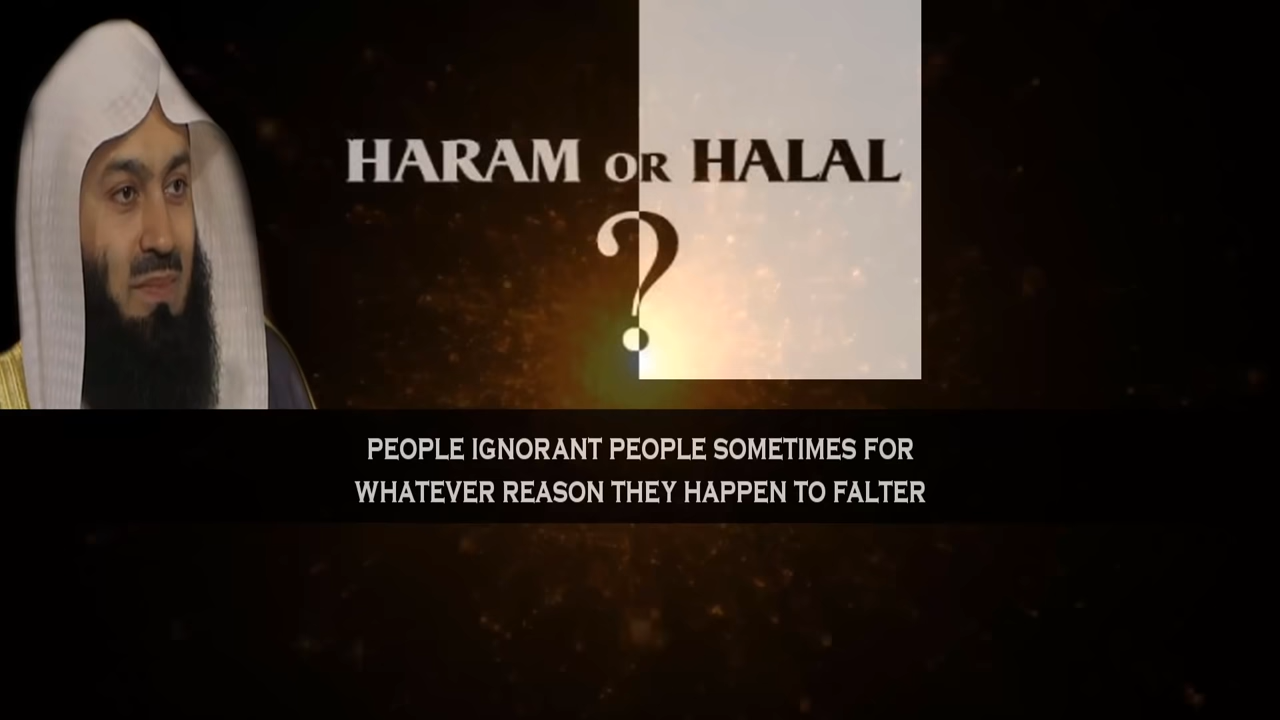 HARAM OR HALAL
?
PEOPLE IGNORANT PEOPLE SOMETIMES FOR
WHATEVER REASON THEY HAPPEN TO FALTER